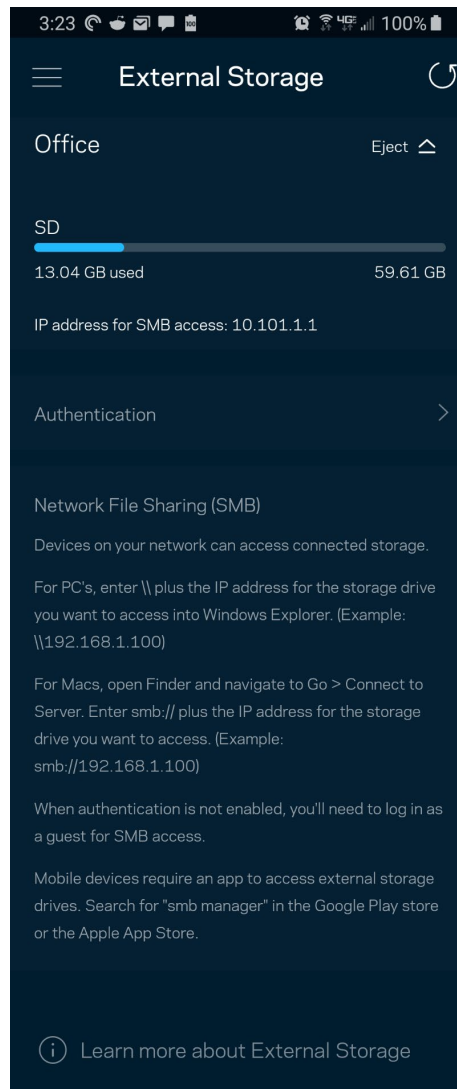 3:23 100 4GE 100%
External Storage
Office Eject
SD
13.04 GB used 59.61 GB
IP address for SMB access: 10.101.1.1
Authentication
Network File Sharing (SMB)
Devices on your network can access connected storage.
For PC's, enter \\ plus the IP address for the storage drive
you want to access into Windows Explorer. (Example:
\\192.168.1.100)
For Macs, open Finder and navigate to Go > Connect to
Server. Enter smb:// plus the IP address for the storage
drive you want to access. (Example:
smb://192.168.1.100)
When authentication is not enabled, you'll need to log in as
a guest for SMB access.
Mobile devices require an app to access external storage
drives. Search for "smb manager" in the Google Play store
or the Apple App Store.
Learn more about External Storage